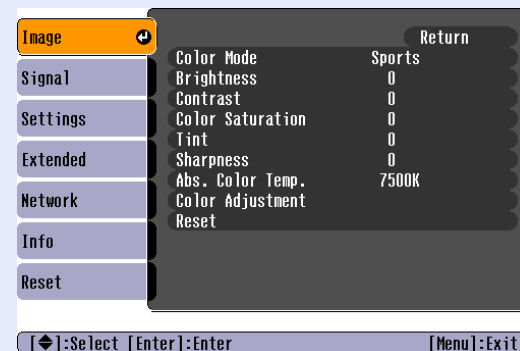 Image
Signal
Settings
Extended
Network
Info
Reset
Return
Color Mode Sports
Brightness 0
Contrast 0
Color Saturation 0
Tint 0
Sharpness 0
Abs. Color Temp. 7500K
Color Adjustment
Reset
[◆]:Select [Enter]:Enter [Menu]:Exit